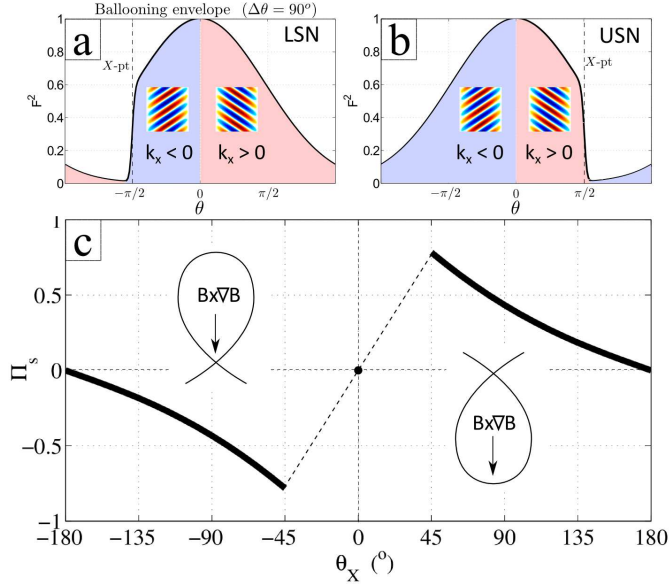 Ballooning envelope (Δθ = 90°)
a
LSN
X-pt
F²
1
0.8
0.6
0.4
0.2
0
k_x < 0
k_x > 0
−π/2
0
π/2
θ
b
USN
X-pt
F²
1
0.8
0.6
0.4
0.2
0
k_x < 0
k_x > 0
−π/2
0
π/2
θ
c
Π_s
1
0.5
0
−0.5
−1
Bx∇B
Bx∇B
−180
−135
−90
−45
0
45
90
135
180
θ_X (°)